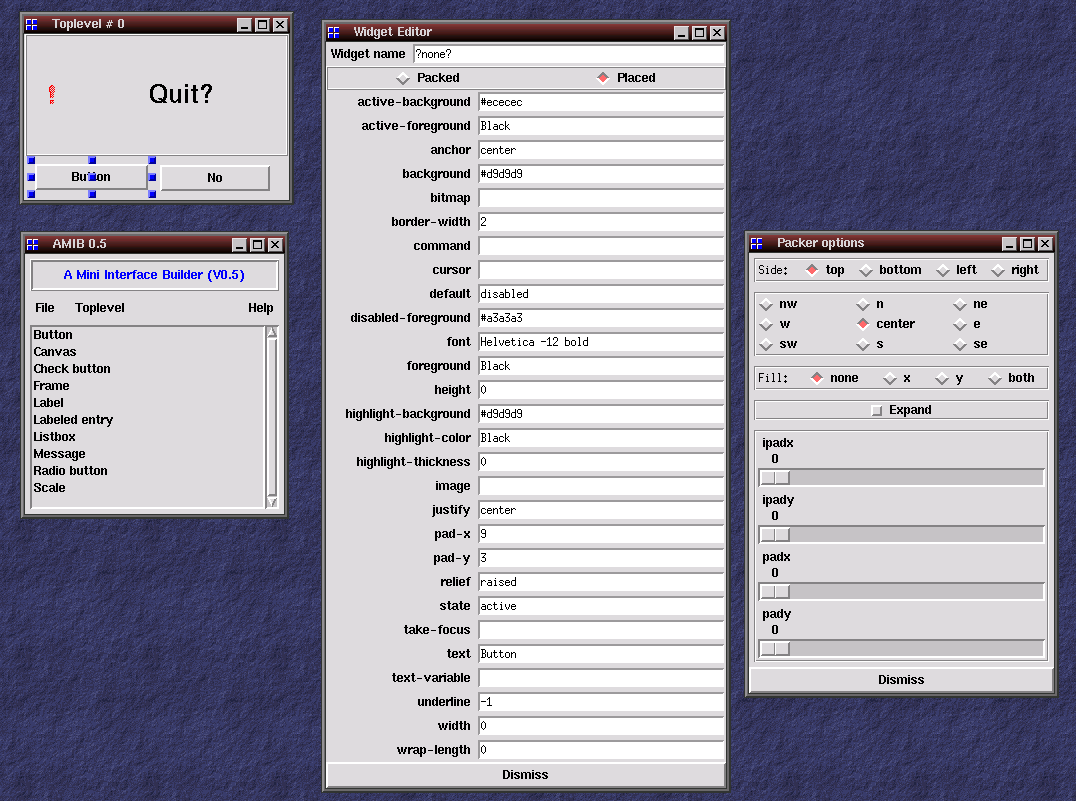 Toplevel # 0
Quit?
Button No
AMIB 0.5
A Mini Interface Builder (V0.5)
File Toplevel Help
Button
Canvas
Check button
Frame
Label
Labeled entry
Listbox
Message
Radio button
Scale
Widget Editor
Widget name ?none?
Packed Placed
active-background #ececec
active-foreground Black
anchor center
background #d9d9d9
bitmap
border-width 2
command
cursor
default disabled
disabled-foreground #a3a3a3
font Helvetica -12 bold
foreground Black
height 0
highlight-background #d9d9d9
highlight-color Black
highlight-thickness 0
image
justify center
pad-x 9
pad-y 3
relief raised
state active
take-focus
text Button
text-variable
underline -1
width 0
wrap-length 0
Dismiss
Packer options
Side: top bottom left right
nw n ne
w center e
sw s se
Fill: none x y both
Expand
ipadx
0
ipady
0
padx
0
pady
0
Dismiss